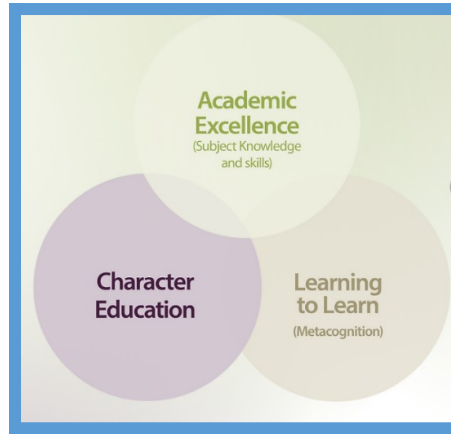 Academic
Excellence
(Subject Knowledge
and skills)
Character
Education
Learning
to Learn
(Metacognition)